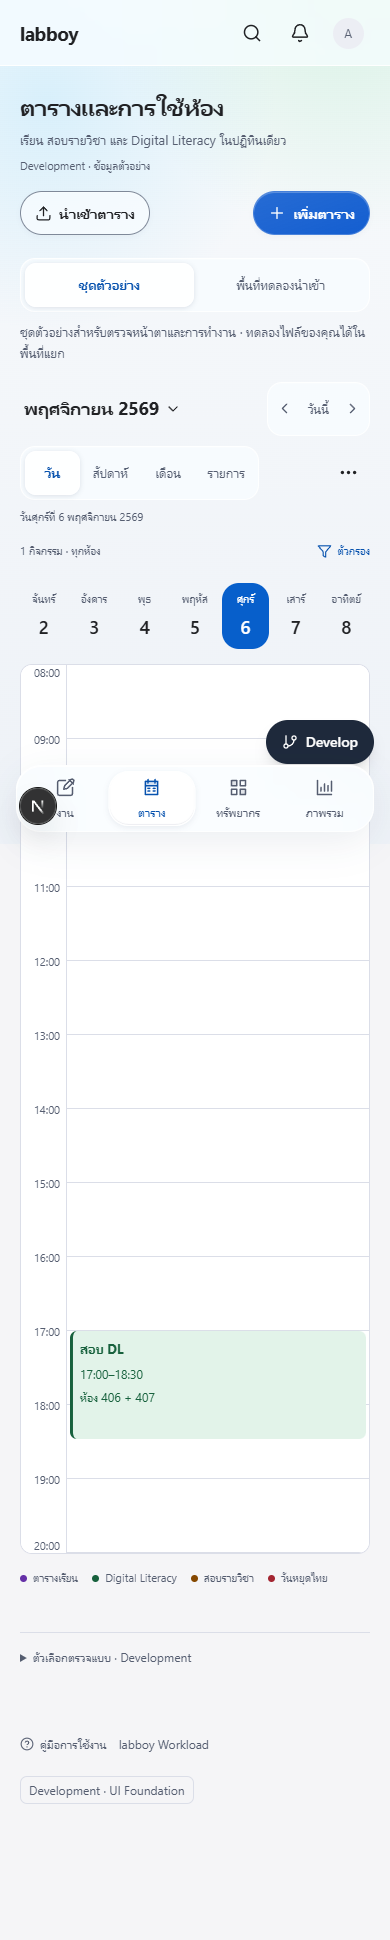 labboy
A
ตารางและการใช้ห้อง
เรียน สอบรายวิชา และ Digital Literacy ในปฏิทินเดียว
Development · ข้อมูลตัวอย่าง
นำเข้าตาราง
เพิ่มตาราง
ชุดตัวอย่าง
พื้นที่ทดลองนำเข้า
ชุดตัวอย่างสำหรับตรวจหน้าตาและการทำงาน · ทดลองไฟล์ของคุณได้ใน
พื้นที่แยก
พฤศจิกายน 2569
วันนี้
วัน สัปดาห์ เดือน รายการ
วันศุกร์ที่ 6 พฤศจิกายน 2569
1 กิจกรรม · ทุกห้อง
ตัวกรอง
จันทร์ อังคาร พุธ พฤหัส ศุกร์ เสาร์ อาทิตย์
2 3 4 5 6 7 8
08:00
09:00
Develop
N
งาน ตาราง ทรัพยากร ภาพรวม
11:00
12:00
13:00
14:00
15:00
16:00
17:00
สอบ DL
17:00–18:30
ห้อง 406 + 407
18:00
19:00
20:00
ตารางเรียน Digital Literacy สอบรายวิชา วันหยุดไทย
ตัวเลือกตรวจแบบ · Development
คู่มือการใช้งาน labboy Workload
Development · UI Foundation